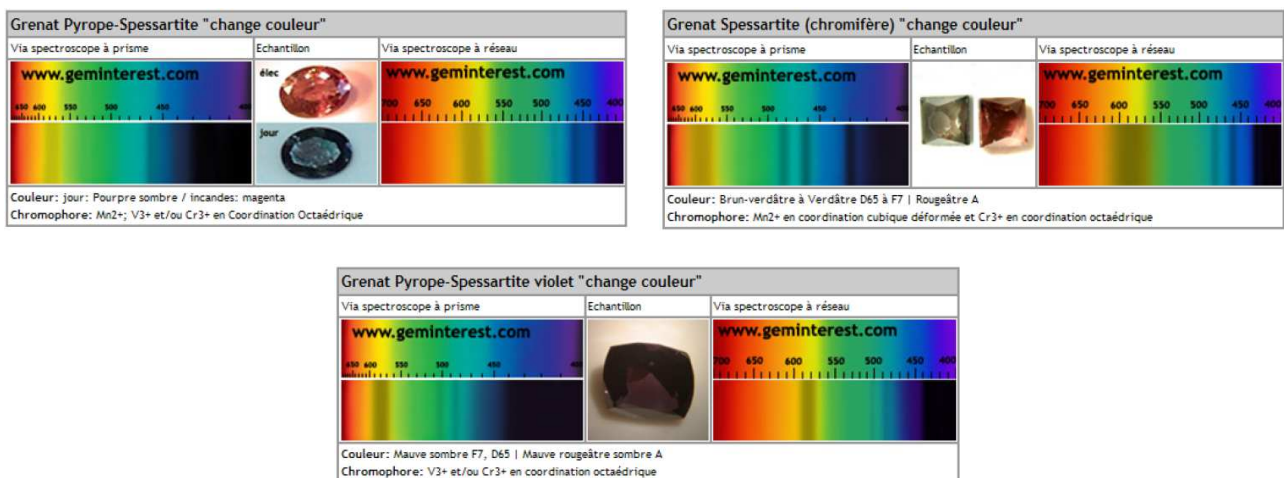 Grenat Pyrope-Spessartite "change couleur"
Via spectroscope à prisme
Echantillon
Via spectroscope à réseau
www.geminterest.com
650 600 550 500 450 400
élec
jour
www.geminterest.com
700 650 600 550 500 450 400
Couleur: jour: Pourpre sombre / incandes: magenta
Chromophore: Mn2+; V3+ et/ou Cr3+ en Coordination Octaédrique
Grenat Spessartite (chromifère) "change couleur"
Via spectroscope à prisme
Echantillon
Via spectroscope à réseau
www.geminterest.com
650 600 550 500 450 400
www.geminterest.com
700 650 600 550 500 450 400
Couleur: Brun-verdâtre à Verdâtre D65 à F7 | Rougeâtre A
Chromophore: Mn2+ en coordination cubique déformée et Cr3+ en coordination octaédrique
Grenat Pyrope-Spessartite violet "change couleur"
Via spectroscope à prisme
Echantillon
Via spectroscope à réseau
www.geminterest.com
650 600 550 500 450 400
www.geminterest.com
700 650 600 550 500 450 400
Couleur: Mauve sombre F7, D65 | Mauve rougeâtre sombre A
Chromophore: V3+ et/ou Cr3+ en coordination octaédrique